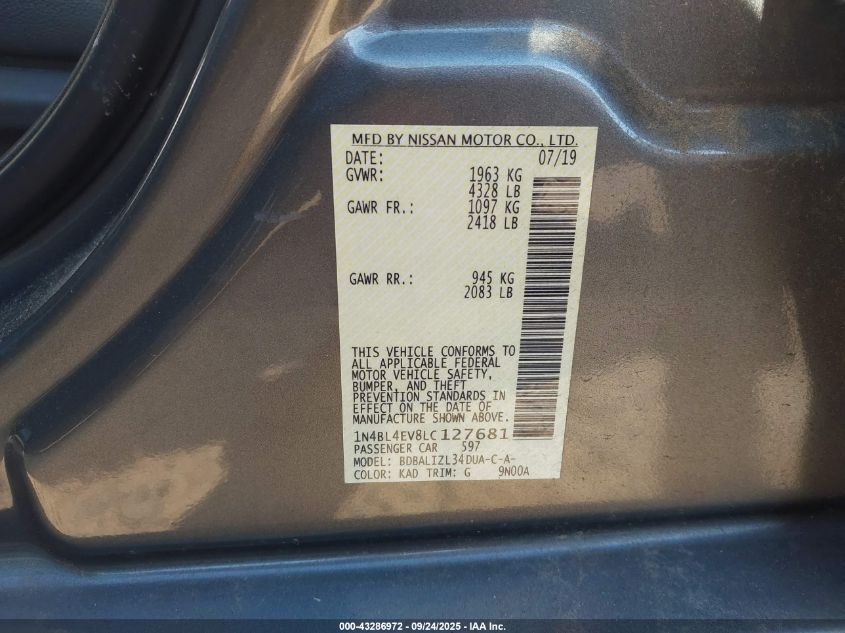 MFD BY NISSAN MOTOR CO., LTD.
DATE: 07/19
GVWR: 1963 KG
4328 LB
GAWR FR.: 1097 KG
2418 LB
GAWR RR.: 945 KG
2083 LB
THIS VEHICLE CONFORMS TO
ALL APPLICABLE FEDERAL
MOTOR VEHICLE SAFETY,
BUMPER, AND THEFT
PREVENTION STANDARDS IN
EFFECT ON THE DATE OF
MANUFACTURE SHOWN ABOVE.
1N4BL4EV8LC127681
PASSENGER CAR 597
MODEL: BDBALIZL34DUA-C-A-
COLOR: KAD TRIM: G 9N00A
000-43286972 - 09/24/2025 - IAA Inc.